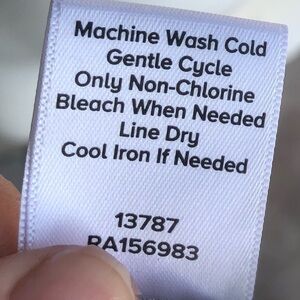 Machine Wash Cold
Gentle Cycle
Only Non-Chlorine
Bleach When Needed
Line Dry
Cool Iron If Needed
13787
RA156983